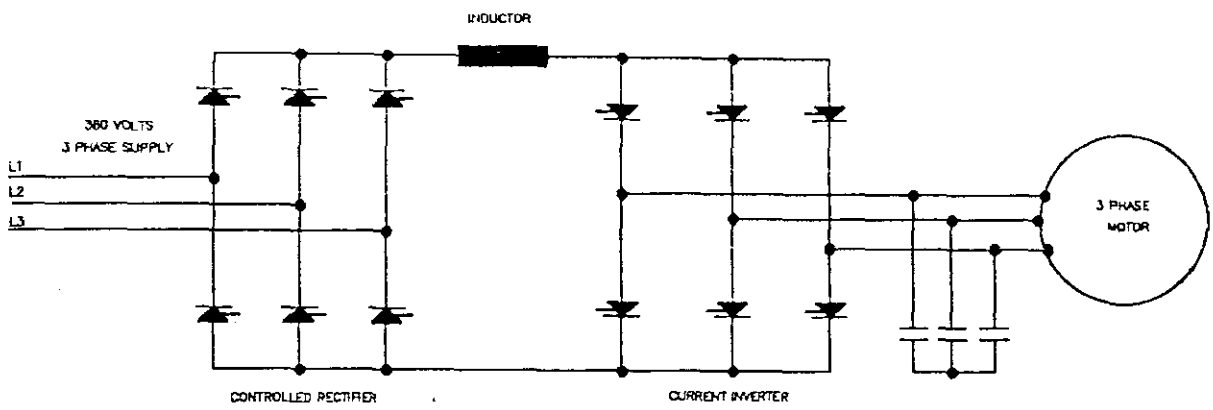 INDUCTOR
380 VOLTS
3 PHASE SUPPLY
L1
L2
L3
3 PHASE
MOTOR
CONTROLLED RECTIFIER
CURRENT INVERTER